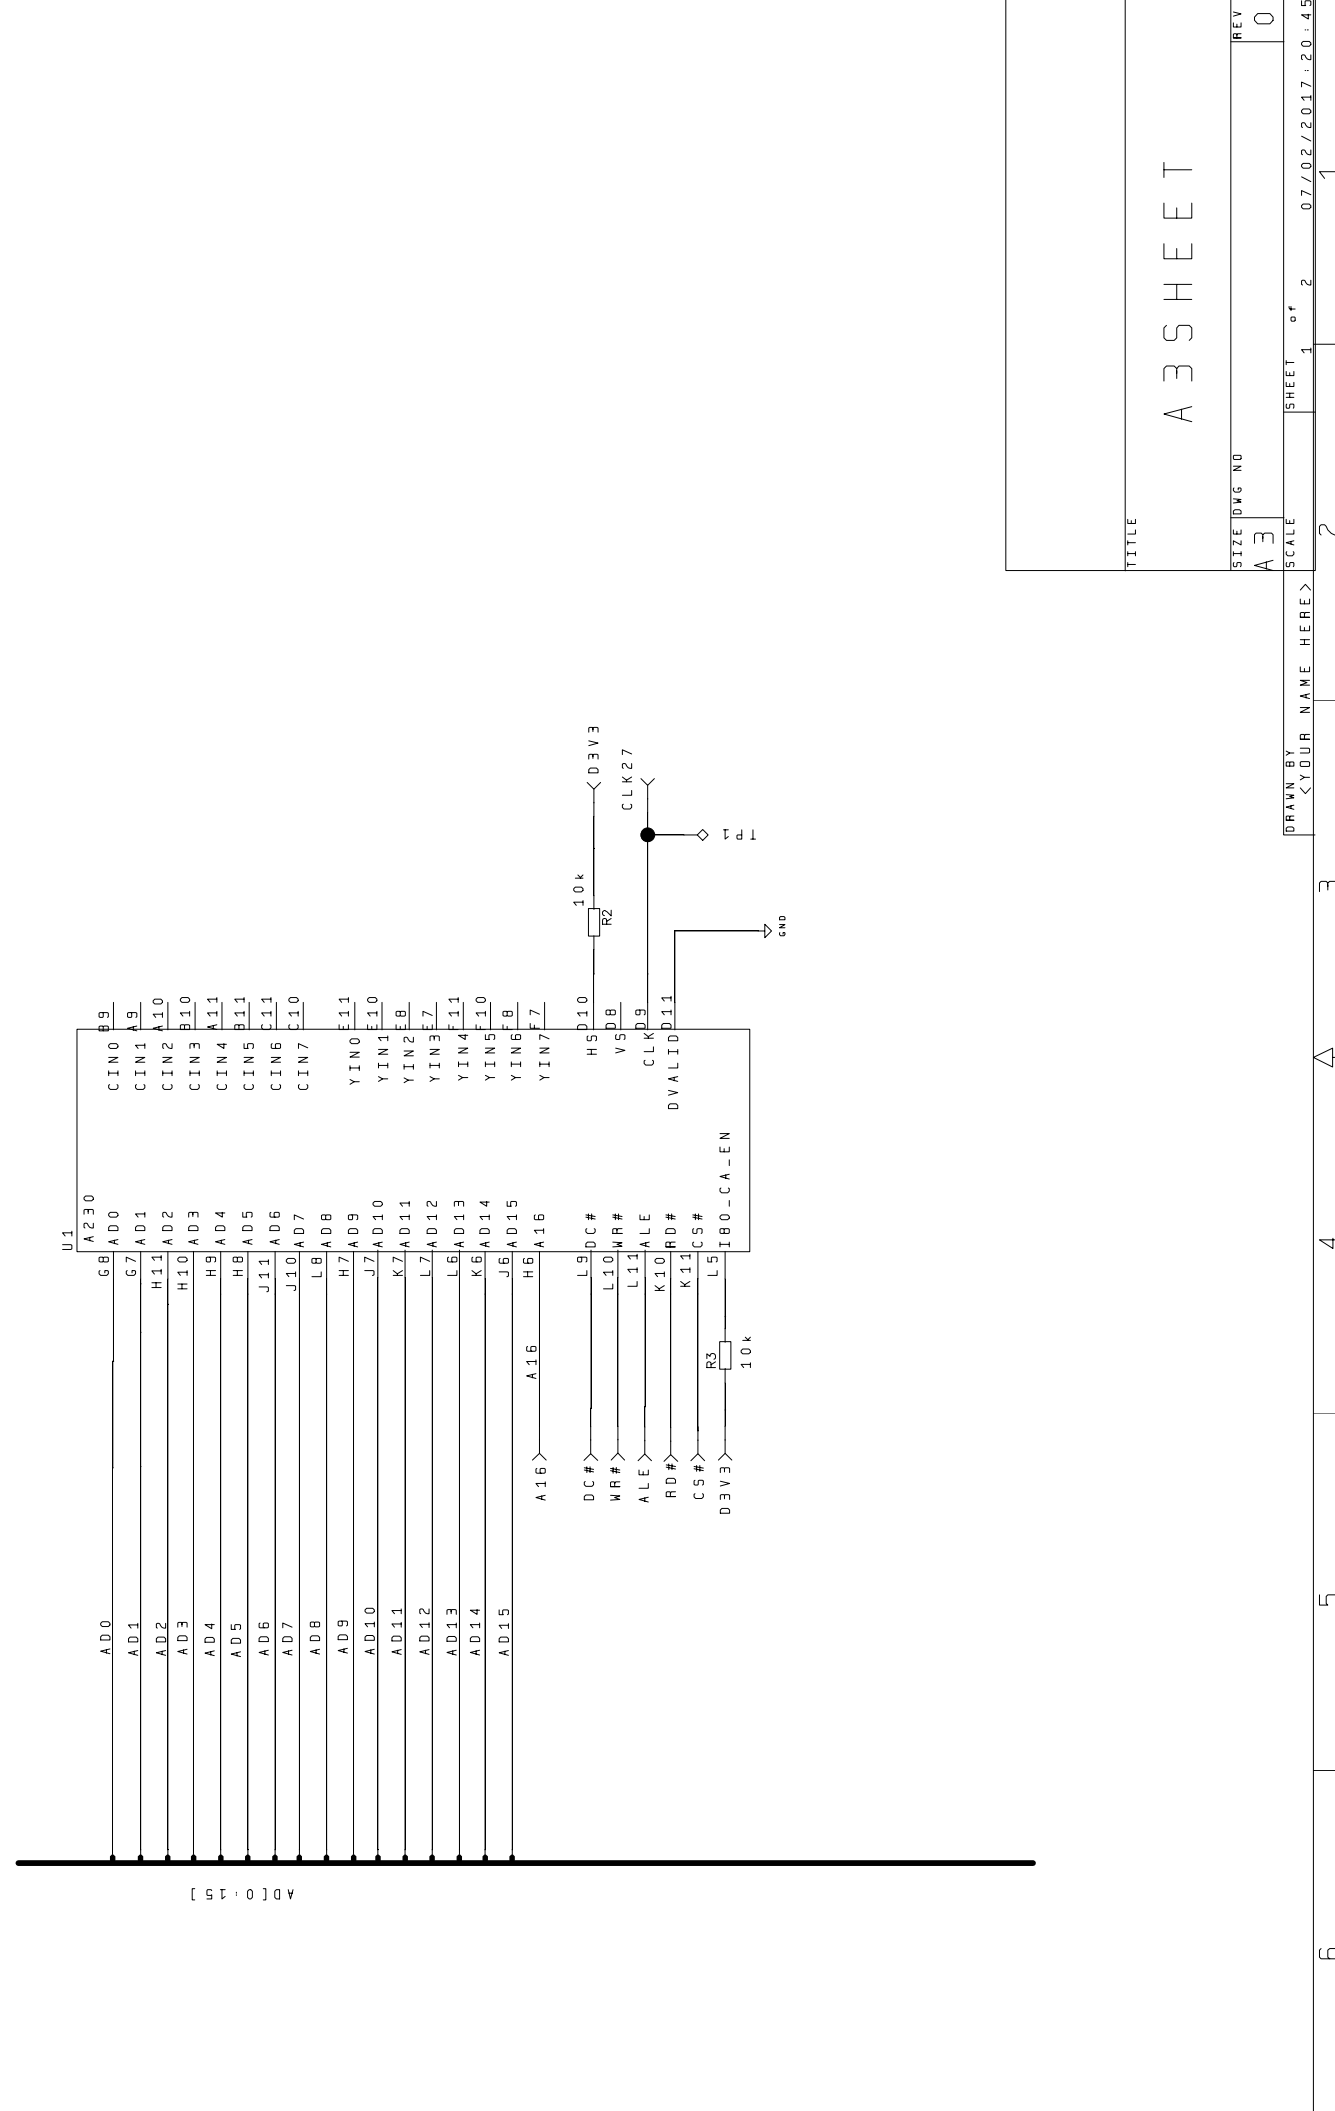 U1
A230
G8 AD0
G7 AD1
H11 AD2
H10 AD3
H9 AD4
H8 AD5
J11 AD6
J10 AD7
L8 AD8
H7 AD9
J7 AD10
K7 AD11
L7 AD12
L6 AD13
K6 AD14
J6 AD15
H6 A16
L9 DC#
L10 WR#
L11 ALE
K10 RD#
K11 CS#
L5 I80_CA_EN
CIN0 B9
CIN1 A9
CIN2 A10
CIN3 B10
CIN4 A11
CIN5 B11
CIN6 C11
CIN7 C10
YIN0 E11
YIN1 E10
YIN2 E8
YIN3 E7
YIN4 F11
YIN5 F10
YIN6 F8
YIN7 F7
HS D10
VS D8
CLK D9
DVALID D11
AD0
AD1
AD2
AD3
AD4
AD5
AD6
AD7
AD8
AD9
AD10
AD11
AD12
AD13
AD14
AD15
AD[0:15]
A16 A16
DC#
WR#
ALE
RD#
CS#
D3V3
R3
10k
10k
R2
D3V3
CLK27
TP1
GND
TITLE
A3SHEET
SIZE DWG NO REV
A3 0
SCALE SHEET 1 of 2 07/02/2017:20:45
DRAWN BY
<YOUR NAME HERE>
6 5 4 3 2 1